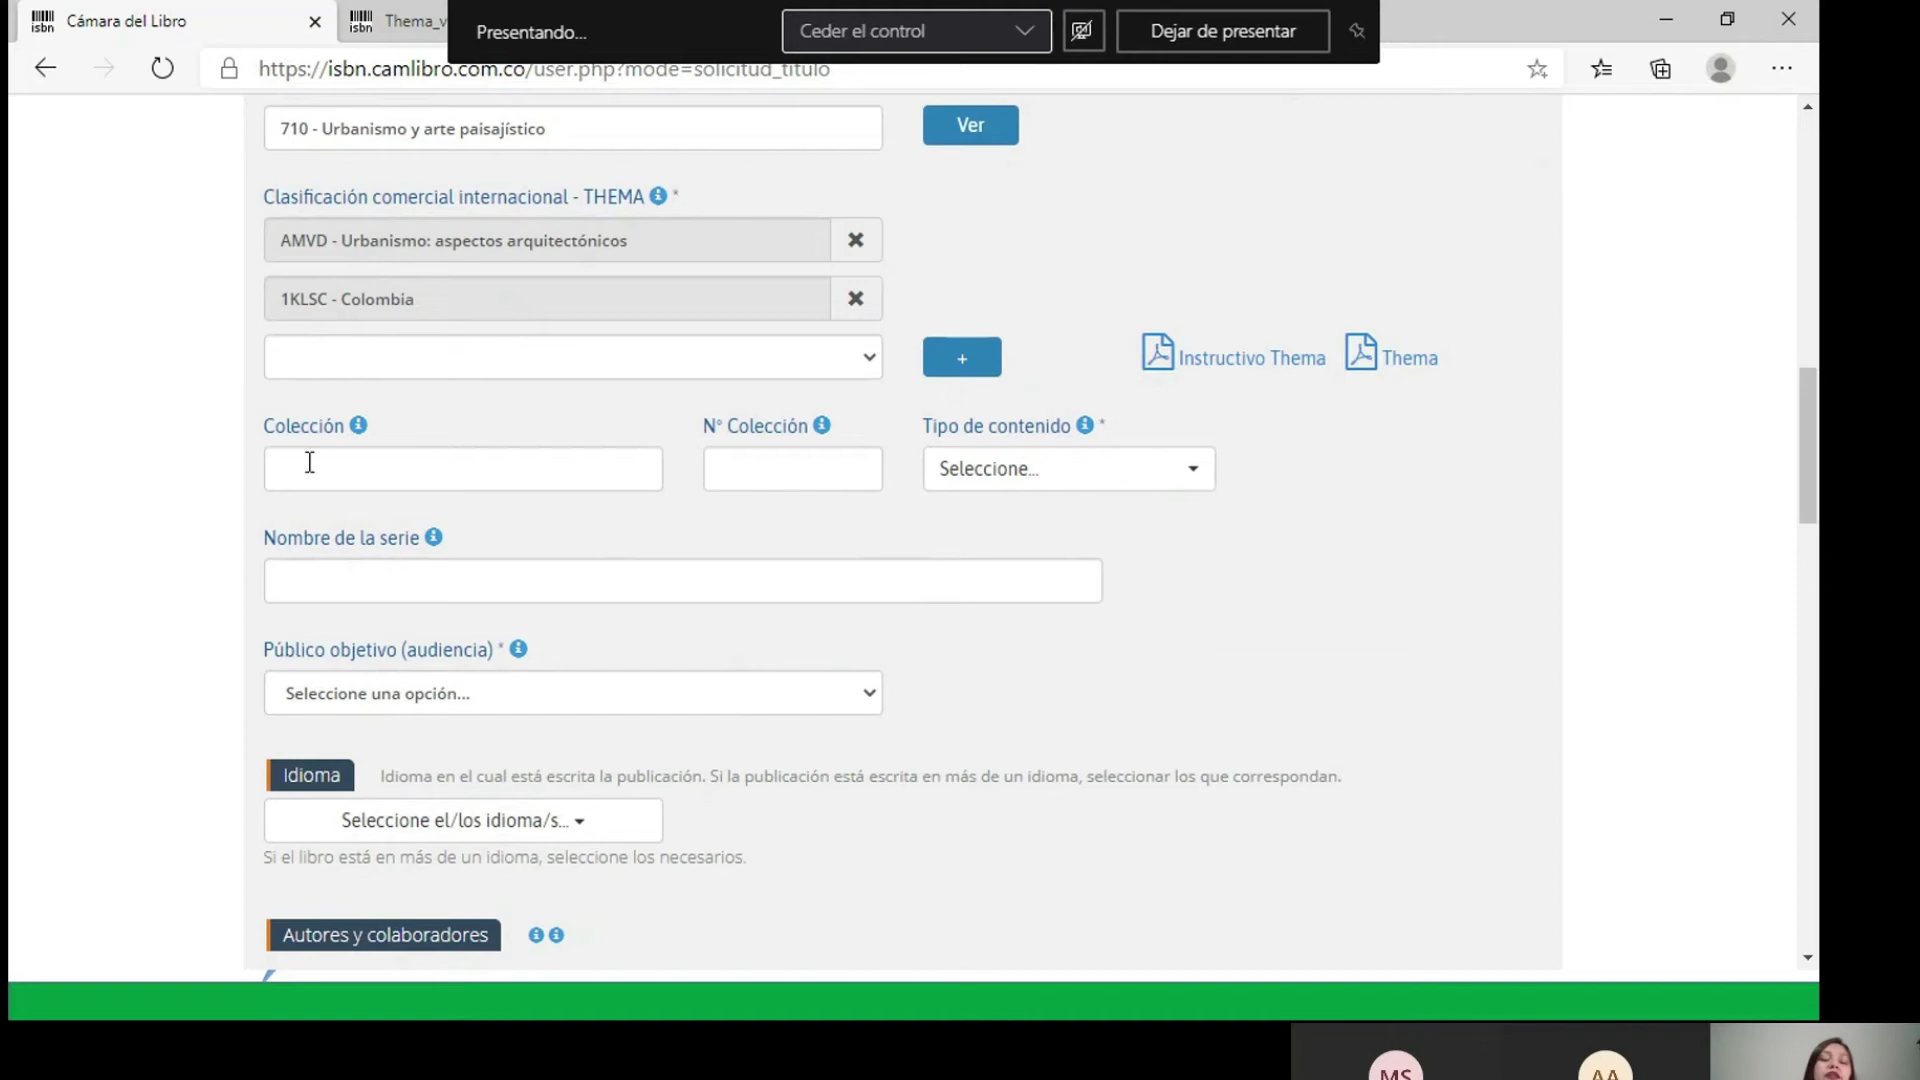 isbn Cámara del Libro
isbn Thema_v
Presentando...
Ceder el control
Dejar de presentar
https://isbn.camlibro.com.co/user.php?mode=solicitud_titulo
710 - Urbanismo y arte paisajístico
Ver
Clasificación comercial internacional - THEMA *
AMVD - Urbanismo: aspectos arquitectónicos
1KLSC - Colombia
+
Instructivo Thema
Thema
Colección
N° Colección
Tipo de contenido *
Seleccione...
Nombre de la serie
Público objetivo (audiencia) *
Seleccione una opción...
Idioma
Idioma en el cual está escrita la publicación. Si la publicación está escrita en más de un idioma, seleccionar los que correspondan.
Seleccione el/los idioma/s...
Si el libro está en más de un idioma, seleccione los necesarios.
Autores y colaboradores
MS
AA